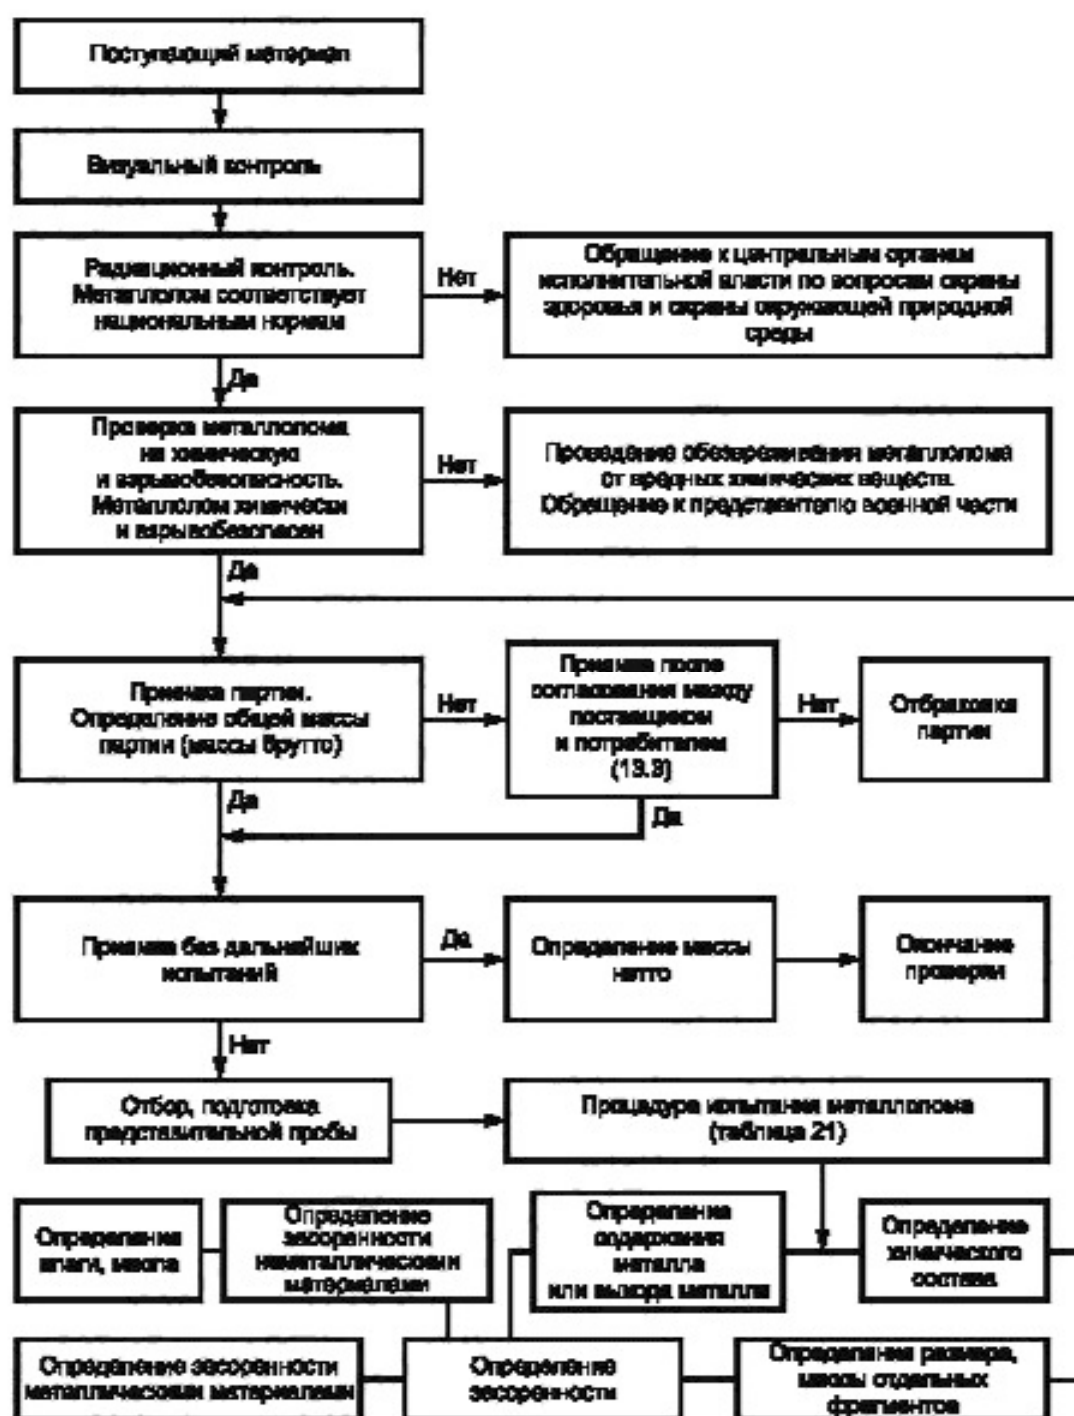 Поступающий материал
Визуальный контроль
Радиационный контроль.
Металлолом соответствует
национальным нормам
Нет
Обращение к центральным органам
исполнительной власти по вопросам охраны
здоровья и охраны окружающей природной
среды
Да
Проверка металлолома
на химическую
и взрывобезопасность.
Металлолом химически
и взрывобезопасен
Нет
Проведение обезвреживания металлолома
от вредных химических веществ.
Обращение к представителю военной части
Да
Приемка партии.
Определение общей массы
партии (массы брутто)
Нет
Приемка после
согласования между
поставщиком
и потребителем
(13.3)
Нет
Отбраковка
партии
Да
Да
Приемка без дальнейших
испытаний
Да
Определение массы
нетто
Окончание
проверки
Нет
Отбор, подготовка
представительной пробы
Процедура испытания металлолома
(таблица 21)
Определение
влаги, масла
Определение
засоренности
неметаллическими
материалами
Определение
содержания
металла
или выхода металла
Определение
химического
состава
Определение засоренности
металлическими материалами
Определение
засоренности
Определение размера,
массы отдельных
фрагментов